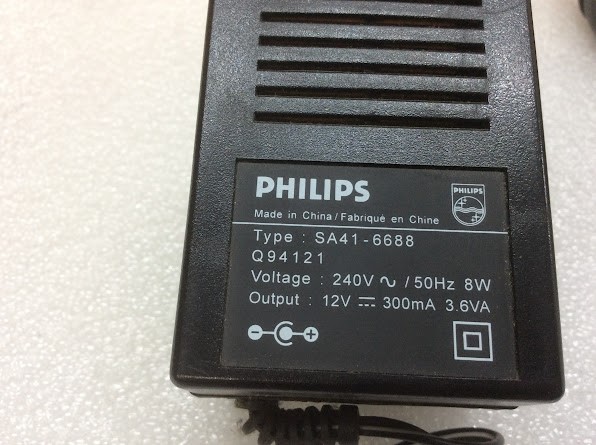 PHILIPS
PHILIPS
Made in China/Fabriqué en Chine
Type : SA41-6688
Q94121
Voltage : 240V ∿ / 50Hz 8W
Output : 12V ⎓ 300mA 3.6VA